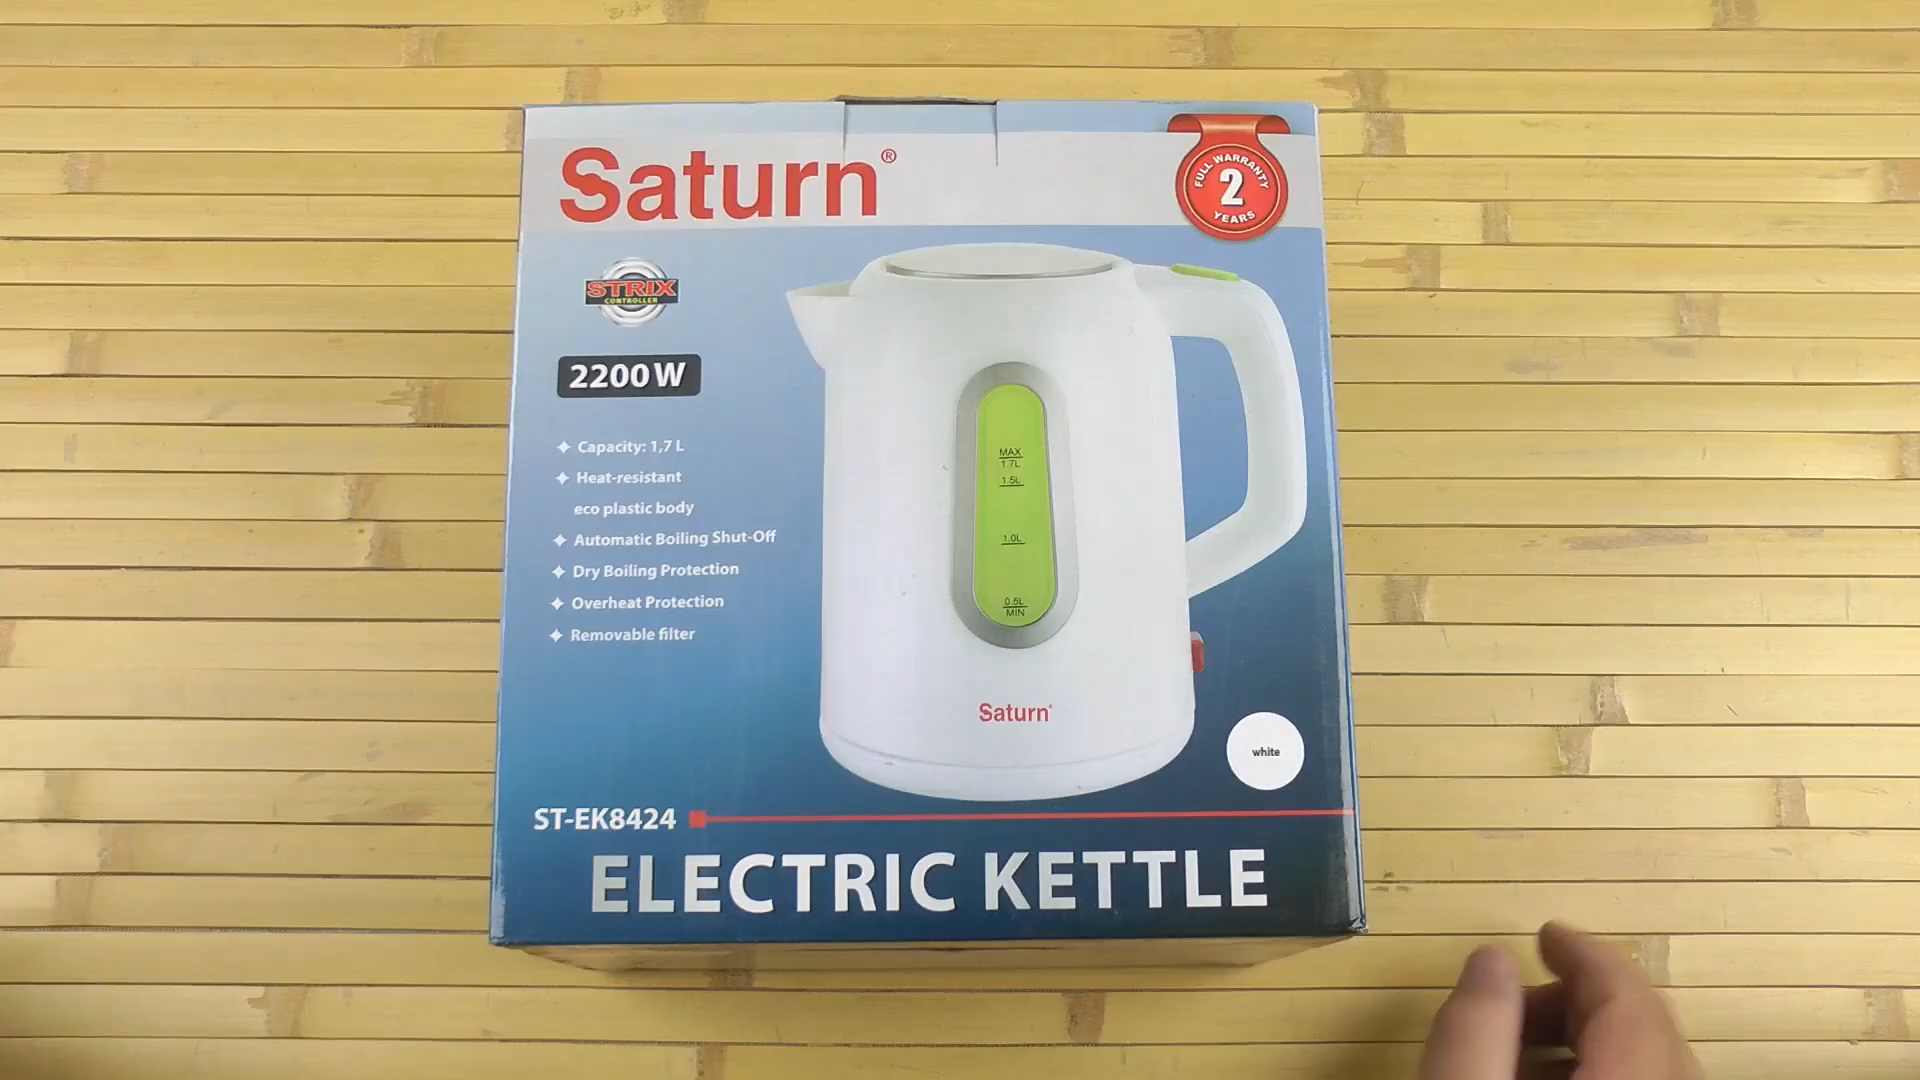 Saturn®
FULL WARRANTY
2
YEARS
STRIX
CONTROLLER
2200 W
Capacity: 1,7 L
Heat-resistant
eco plastic body
Automatic Boiling Shut-Off
Dry Boiling Protection
Overheat Protection
Removable filter
MAX
1.7L
1.5L
1.0L
0.5L
MIN
Saturn
white
ST-EK8424
ELECTRIC KETTLE